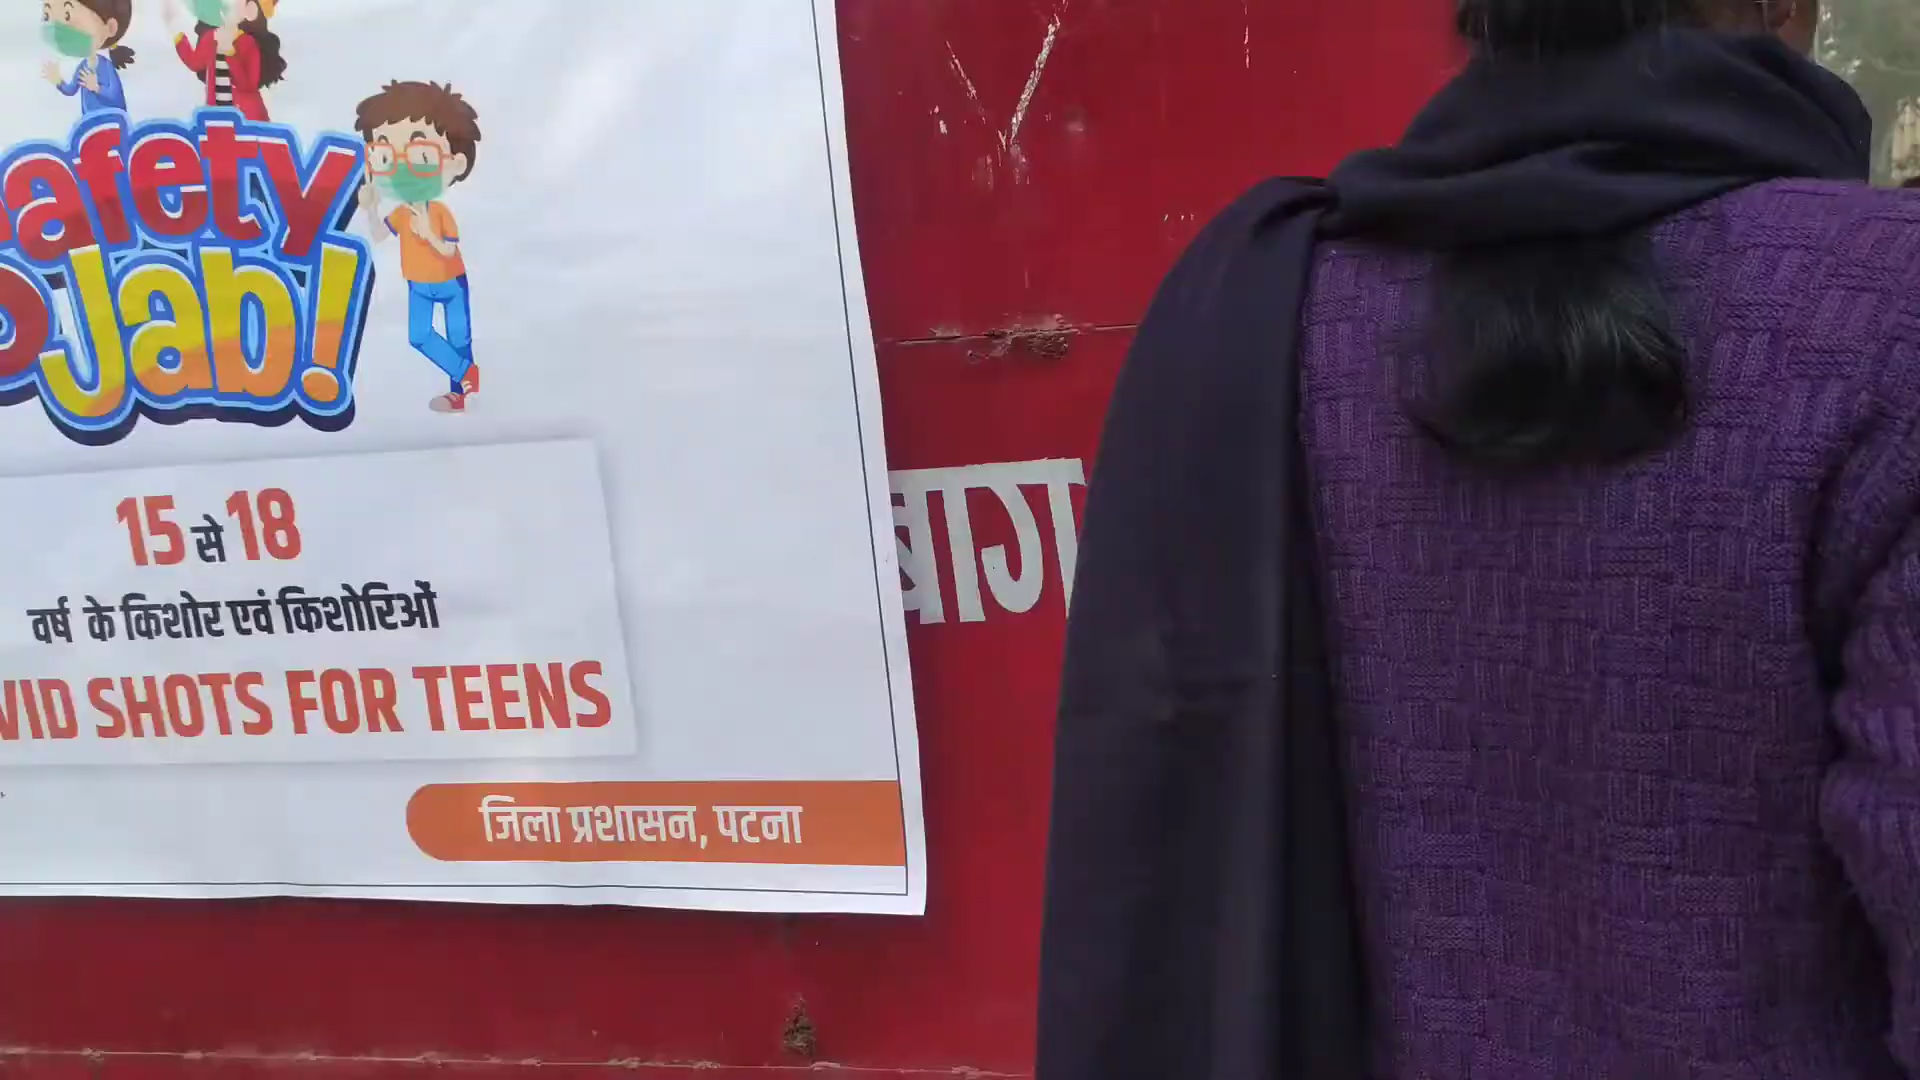 afety
Jab!
15 से 18
वर्ष के किशोर एवं किशोरिओं
VID SHOTS FOR TEENS
जिला प्रशासन, पटना
बाग